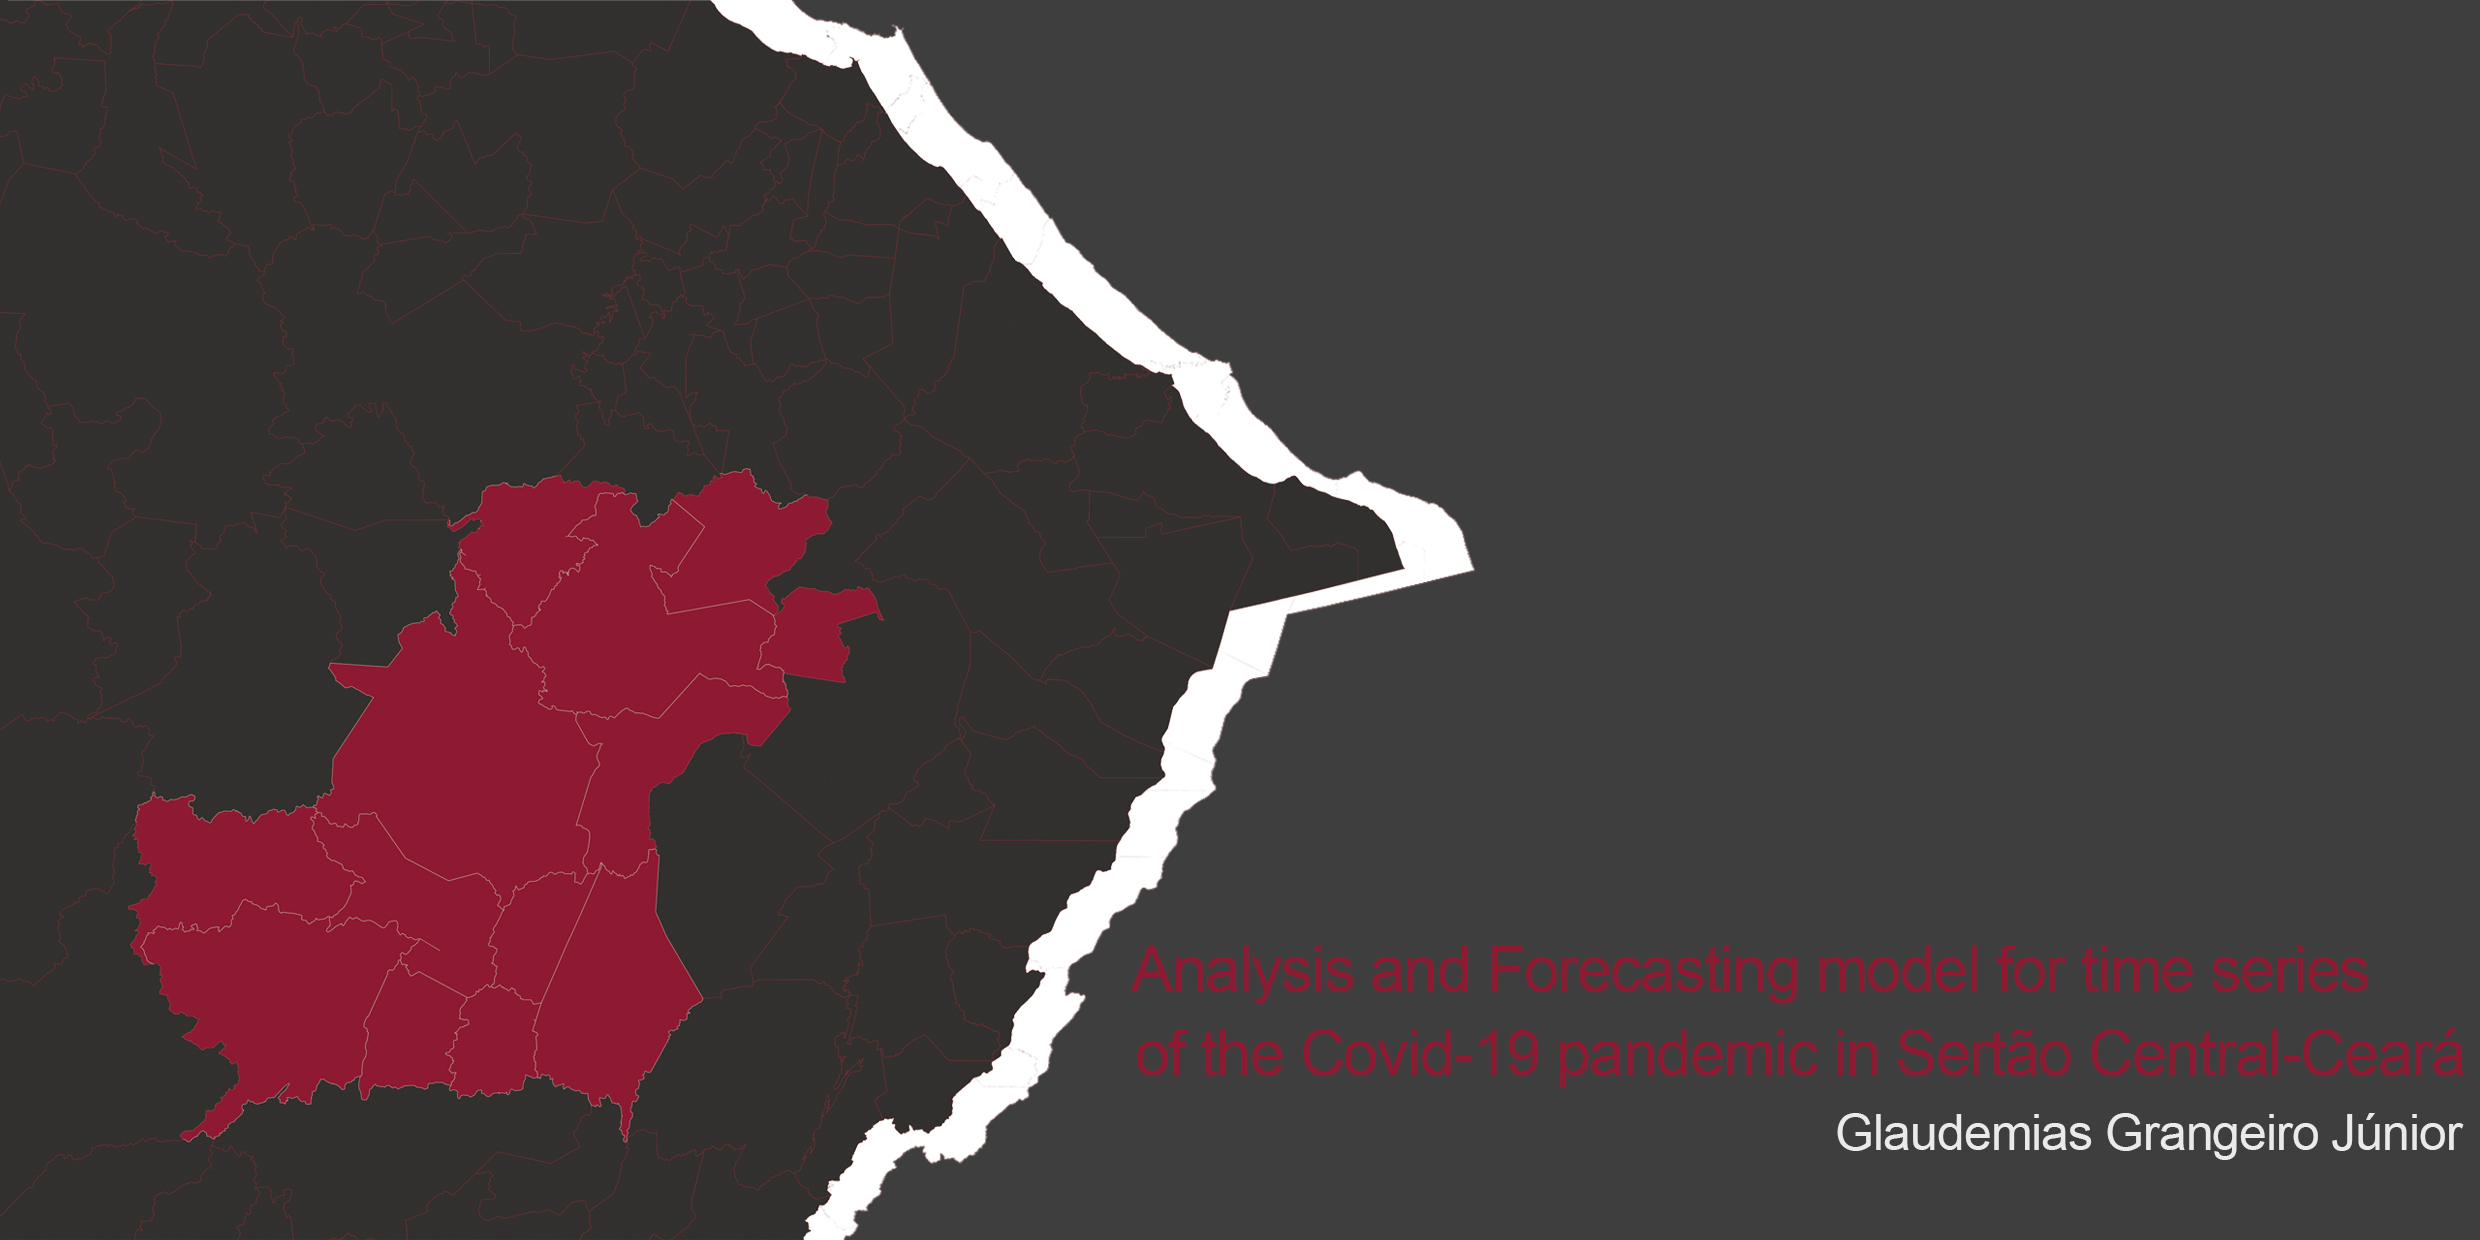 Analysis and Forecasting model for time series
of the Covid-19 pandemic in Sertão Central-Ceará
Glaudemias Grangeiro Júnior